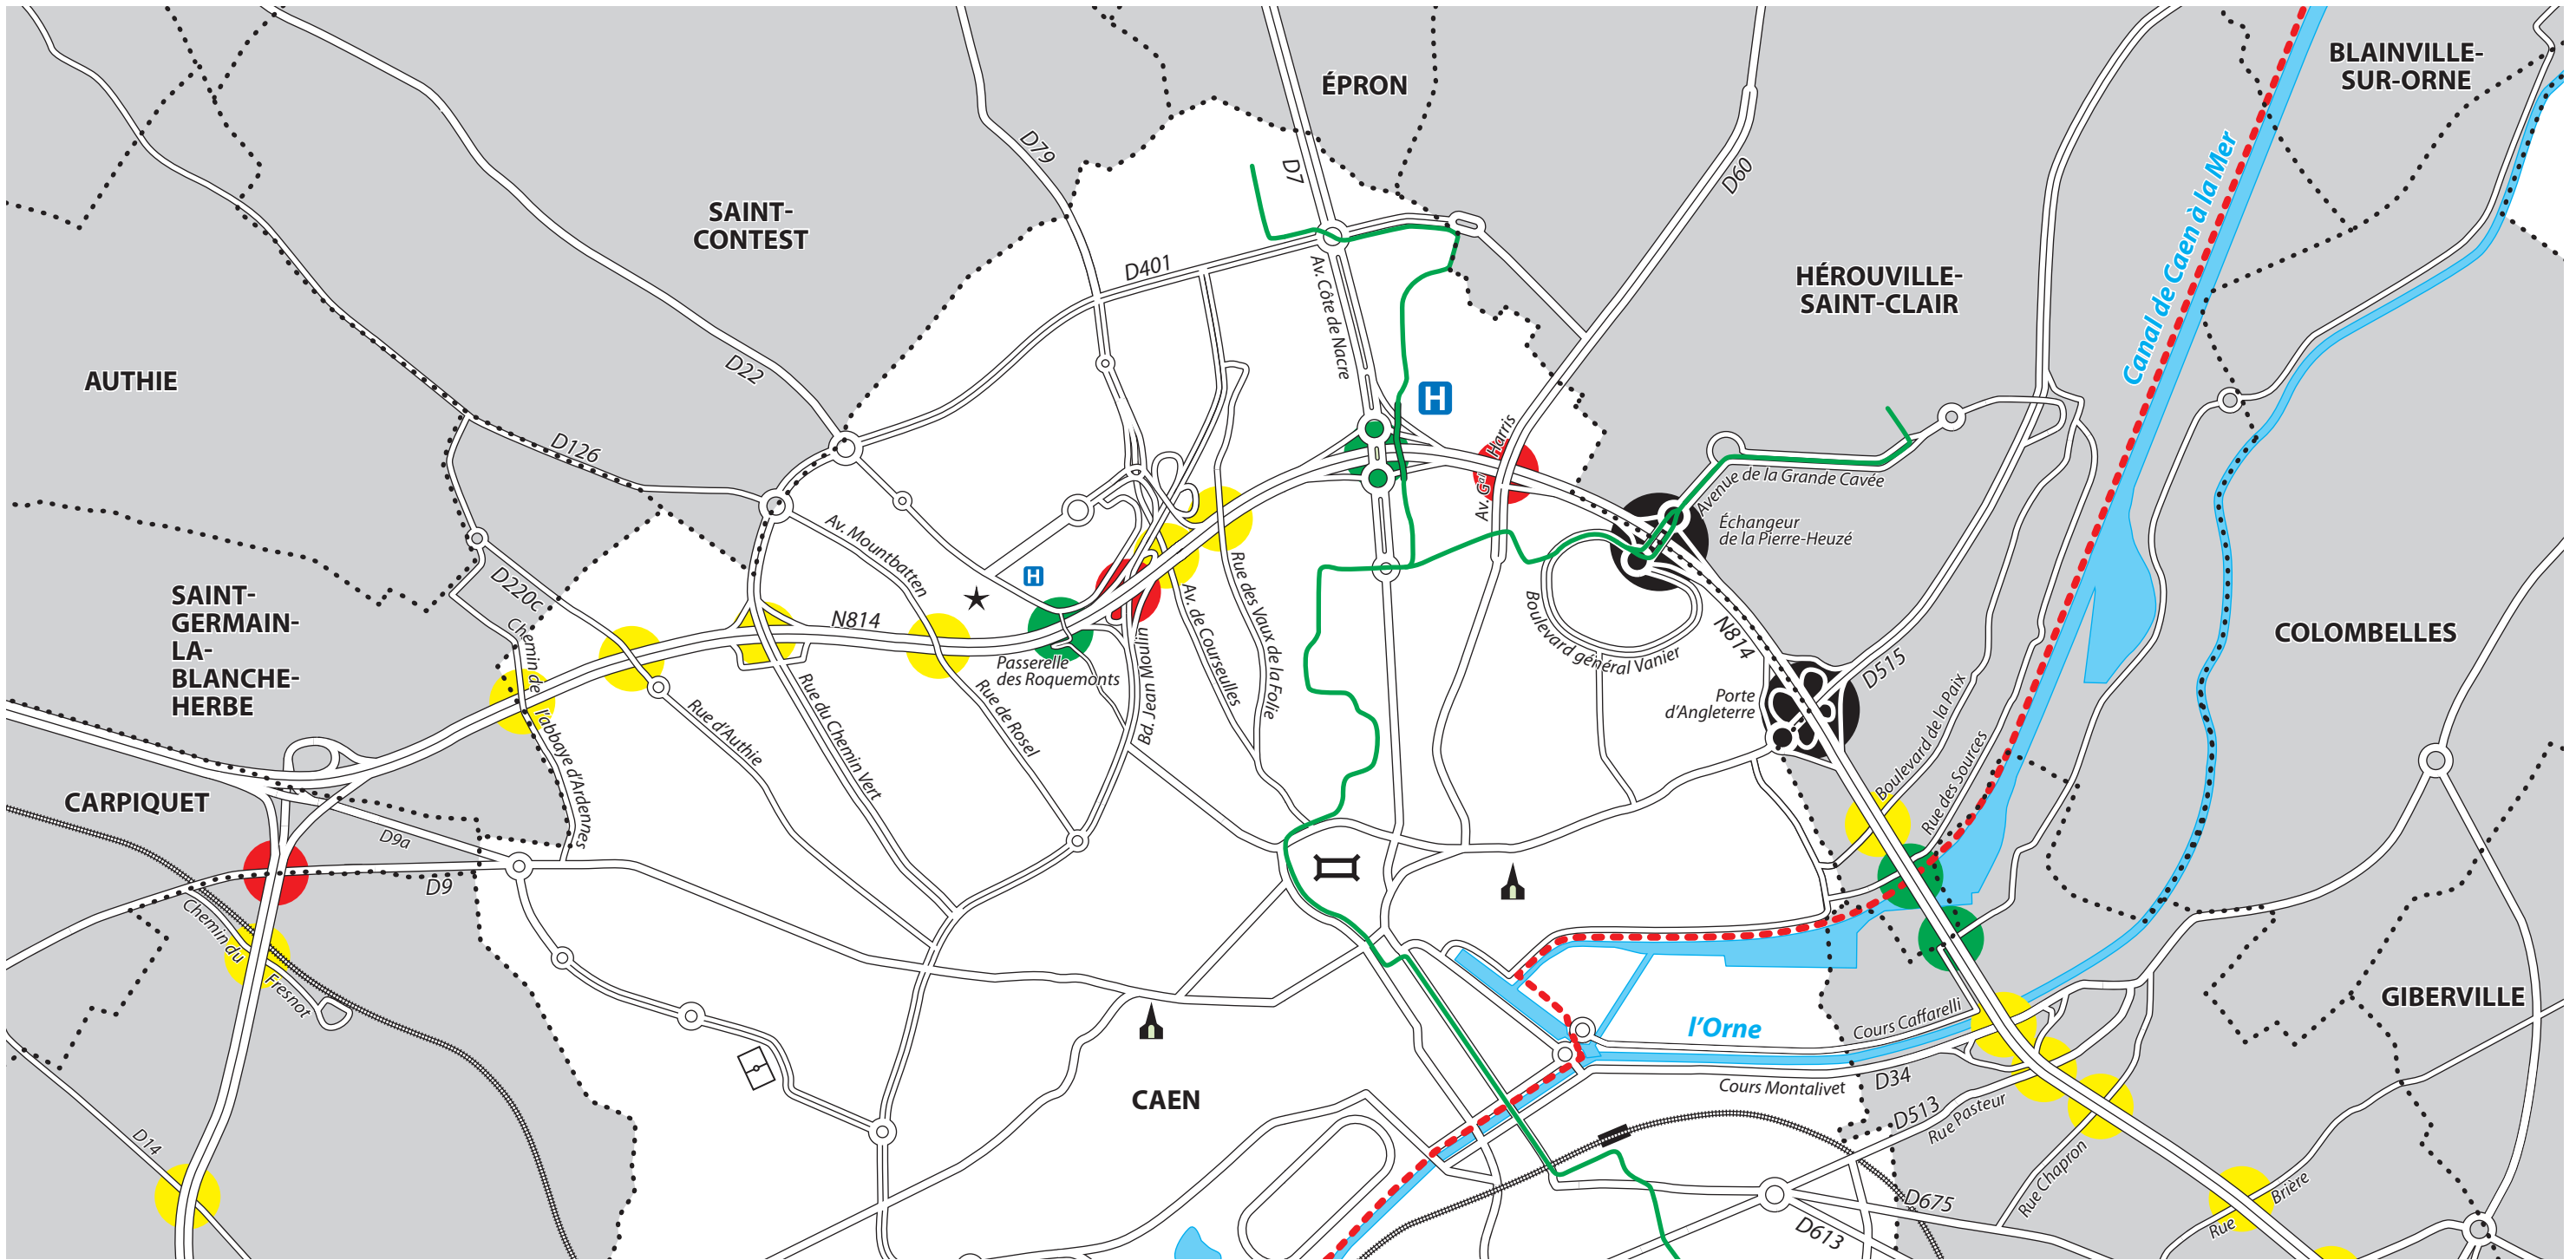 BLAINVILLE-
SUR-ORNE
ÉPRON
D79
D7
D60
Canal de Caen à la Mer
SAINT-
CONTEST
D401
HÉROUVILLE-
SAINT-CLAIR
Av. Côte de Nacre
AUTHIE
D22
H
D126
Av. Gal Harris
Avenue de la Grande Cavée
Échangeur
de la Pierre-Heuzé
Av. Mountbatten
H
D220c
SAINT-
GERMAIN-
LA-
BLANCHE-
HERBE
Chemin de
l'abbaye d'Ardennes
N814
Passerelle
des Roquemonts
Bd. Jean Moulin
Av. de Courseulles
Rue des Vaux de la Folie
Boulevard général Vanier
N814
COLOMBELLES
D515
Porte
d'Angleterre
Rue d'Authie
Rue du Chemin Vert
Rue de Rosel
Boulevard de la Paix
Rue des Sources
CARPIQUET
D9a
D9
Chemin du
Fresnot
GIBERVILLE
l'Orne
Cours Caffarelli
CAEN
Cours Montalivet
D34
D513
Rue Pasteur
D14
Rue Chapron
D675
D613
Rue
Brière